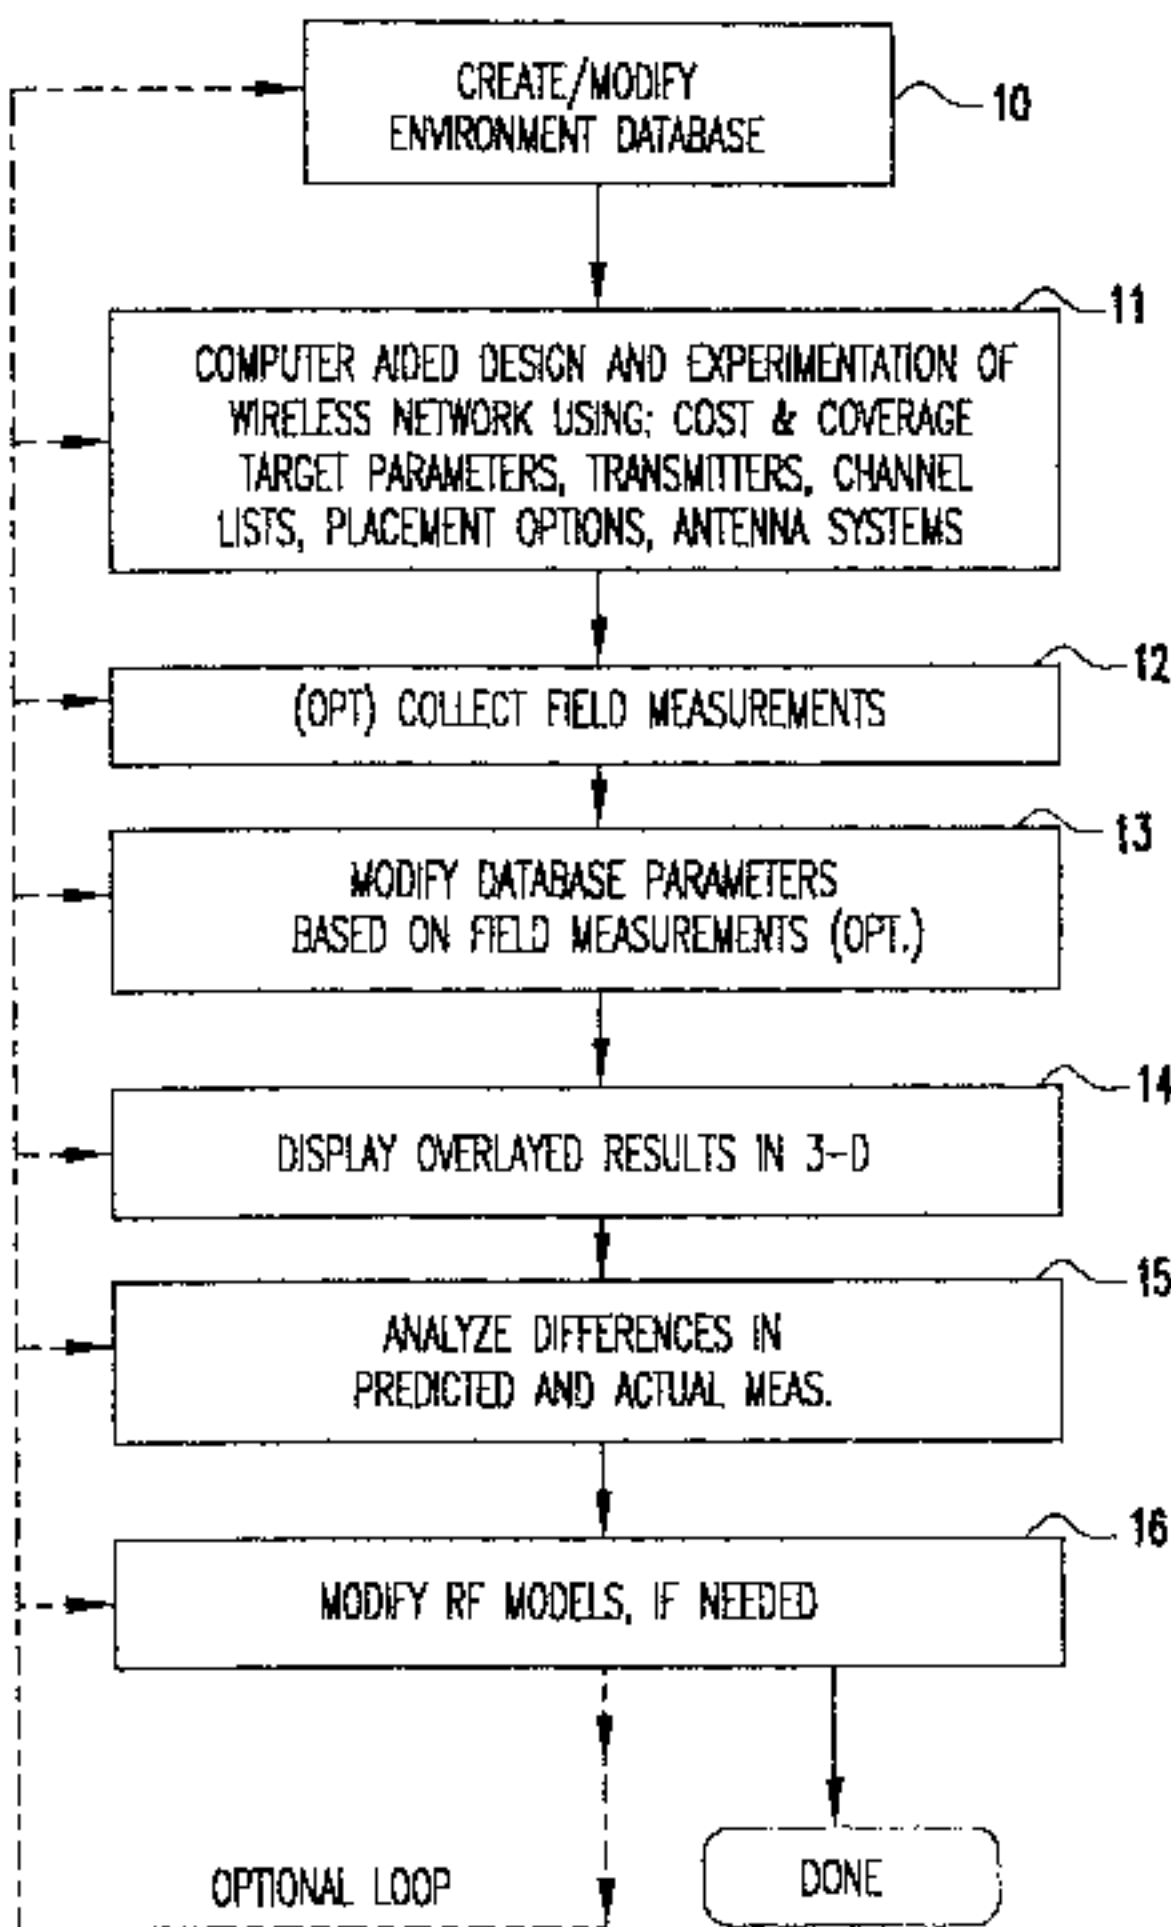 CREATE/MODIFY
ENVIRONMENT DATABASE
10
11
COMPUTER AIDED DESIGN AND EXPERIMENTATION OF
WIRELESS NETWORK USING; COST & COVERAGE
TARGET PARAMETERS, TRANSMITTERS, CHANNEL
LISTS, PLACEMENT OPTIONS, ANTENNA SYSTEMS
12
(OPT) COLLECT FIELD MEASUREMENTS
13
MODIFY DATABASE PARAMETERS
BASED ON FIELD MEASUREMENTS (OPT.)
14
DISPLAY OVERLAYED RESULTS IN 3-D
15
ANALYZE DIFFERENCES IN
PREDICTED AND ACTUAL MEAS.
16
MODIFY RF MODELS, IF NEEDED
OPTIONAL LOOP
DONE